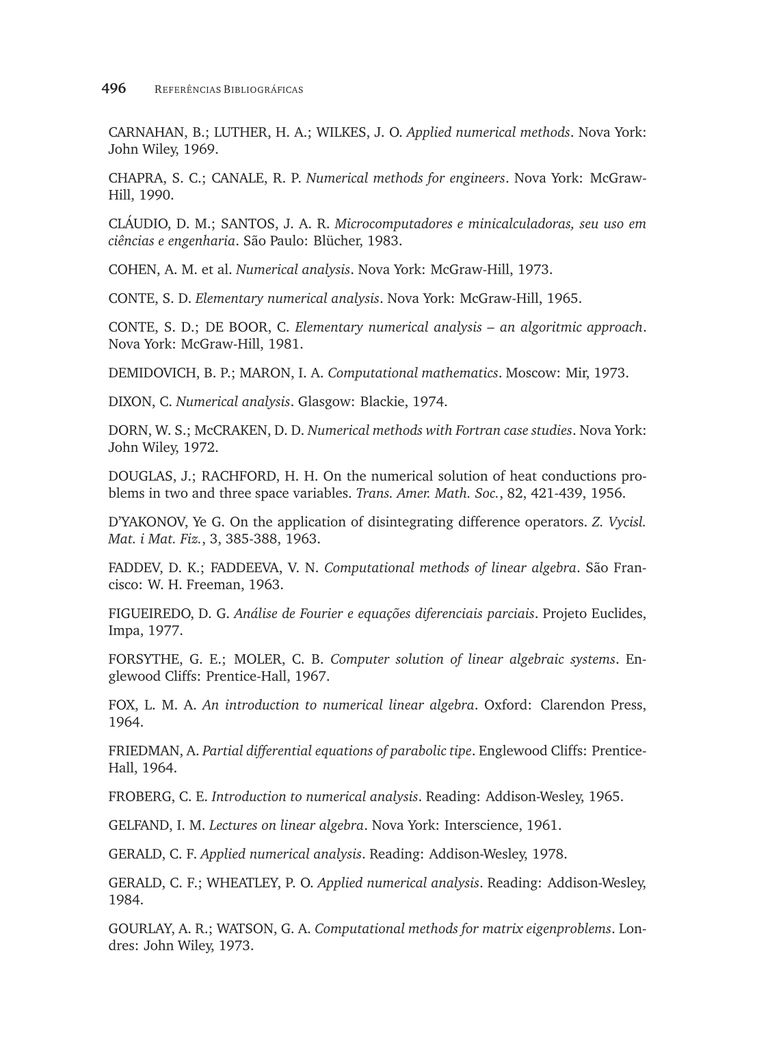 496 REFERÊNCIAS BIBLIOGRÁFICAS
CARNAHAN, B.; LUTHER, H. A.; WILKES, J. O. Applied numerical methods. Nova York:
John Wiley, 1969.
CHAPRA, S. C.; CANALE, R. P. Numerical methods for engineers. Nova York: McGraw-
Hill, 1990.
CLÁUDIO, D. M.; SANTOS, J. A. R. Microcomputadores e minicalculadoras, seu uso em
ciências e engenharia. São Paulo: Blücher, 1983.
COHEN, A. M. et al. Numerical analysis. Nova York: McGraw-Hill, 1973.
CONTE, S. D. Elementary numerical analysis. Nova York: McGraw-Hill, 1965.
CONTE, S. D.; DE BOOR, C. Elementary numerical analysis – an algoritmic approach.
Nova York: McGraw-Hill, 1981.
DEMIDOVICH, B. P.; MARON, I. A. Computational mathematics. Moscow: Mir, 1973.
DIXON, C. Numerical analysis. Glasgow: Blackie, 1974.
DORN, W. S.; McCRAKEN, D. D. Numerical methods with Fortran case studies. Nova York:
John Wiley, 1972.
DOUGLAS, J.; RACHFORD, H. H. On the numerical solution of heat conductions pro-
blems in two and three space variables. Trans. Amer. Math. Soc., 82, 421-439, 1956.
D'YAKONOV, Ye G. On the application of disintegrating difference operators. Z. Vycisl.
Mat. i Mat. Fiz., 3, 385-388, 1963.
FADDEV, D. K.; FADDEEVA, V. N. Computational methods of linear algebra. São Fran-
cisco: W. H. Freeman, 1963.
FIGUEIREDO, D. G. Análise de Fourier e equações diferenciais parciais. Projeto Euclides,
Impa, 1977.
FORSYTHE, G. E.; MOLER, C. B. Computer solution of linear algebraic systems. En-
glewood Cliffs: Prentice-Hall, 1967.
FOX, L. M. A. An introduction to numerical linear algebra. Oxford: Clarendon Press,
1964.
FRIEDMAN, A. Partial differential equations of parabolic tipe. Englewood Cliffs: Prentice-
Hall, 1964.
FROBERG, C. E. Introduction to numerical analysis. Reading: Addison-Wesley, 1965.
GELFAND, I. M. Lectures on linear algebra. Nova York: Interscience, 1961.
GERALD, C. F. Applied numerical analysis. Reading: Addison-Wesley, 1978.
GERALD, C. F.; WHEATLEY, P. O. Applied numerical analysis. Reading: Addison-Wesley,
1984.
GOURLAY, A. R.; WATSON, G. A. Computational methods for matrix eigenproblems. Lon-
dres: John Wiley, 1973.